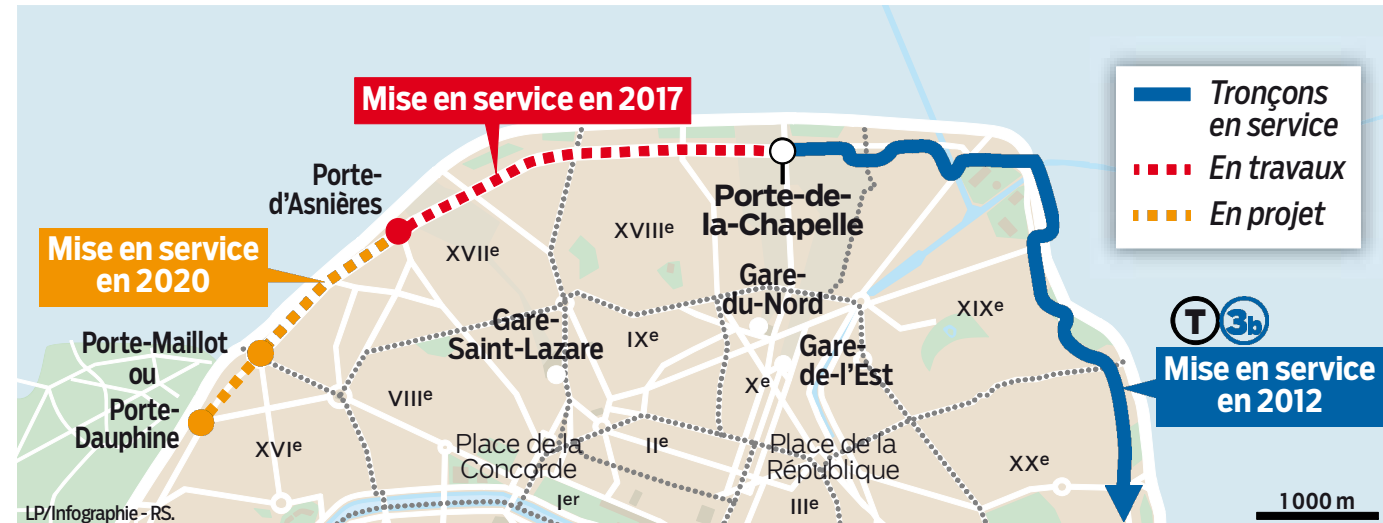 Mise en service en 2017
Tronçons
en service
En travaux
En projet
Porte-
d'Asnières
Porte-de-
la-Chapelle
XVIIe
XVIIIe
Mise en service
en 2020
Gare-
du-Nord
XIXe
T 3b
Gare-
Saint-Lazare
IXe
Porte-Maillot
ou
Porte-
Dauphine
Gare-
de-l'Est
Mise en service
en 2012
VIIIe
Xe
XVIe
Place de la
Concorde
IIe
Place de la
République
XXe
Ier
IIIe
1 000 m
LP/Infographie - RS.